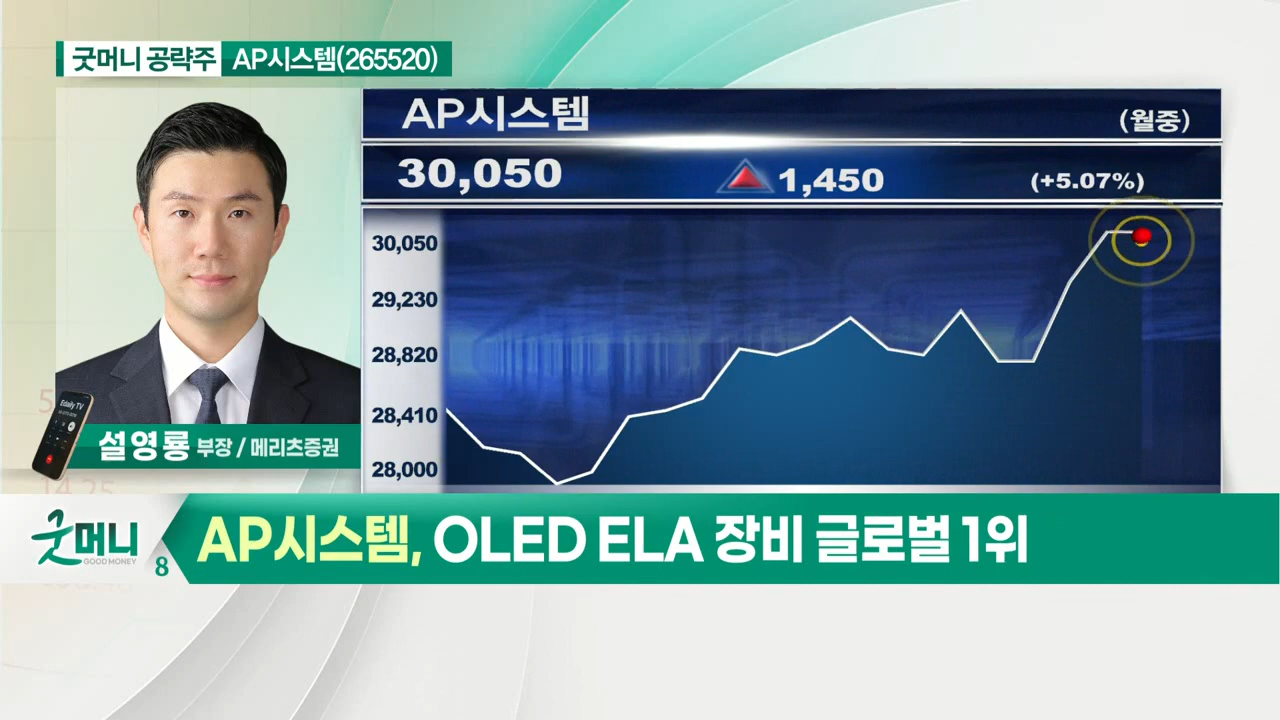 굿머니 공략주 AP시스템(265520)
AP시스템 (월중)
30,050 1,450 (+5.07%)
30,050
29,230
28,820
28,410
28,000
Edaily TV
설영룡 부장 / 메리츠증권
굿머니
GOOD MONEY
8
AP시스템, OLED ELA 장비 글로벌 1위
14.25